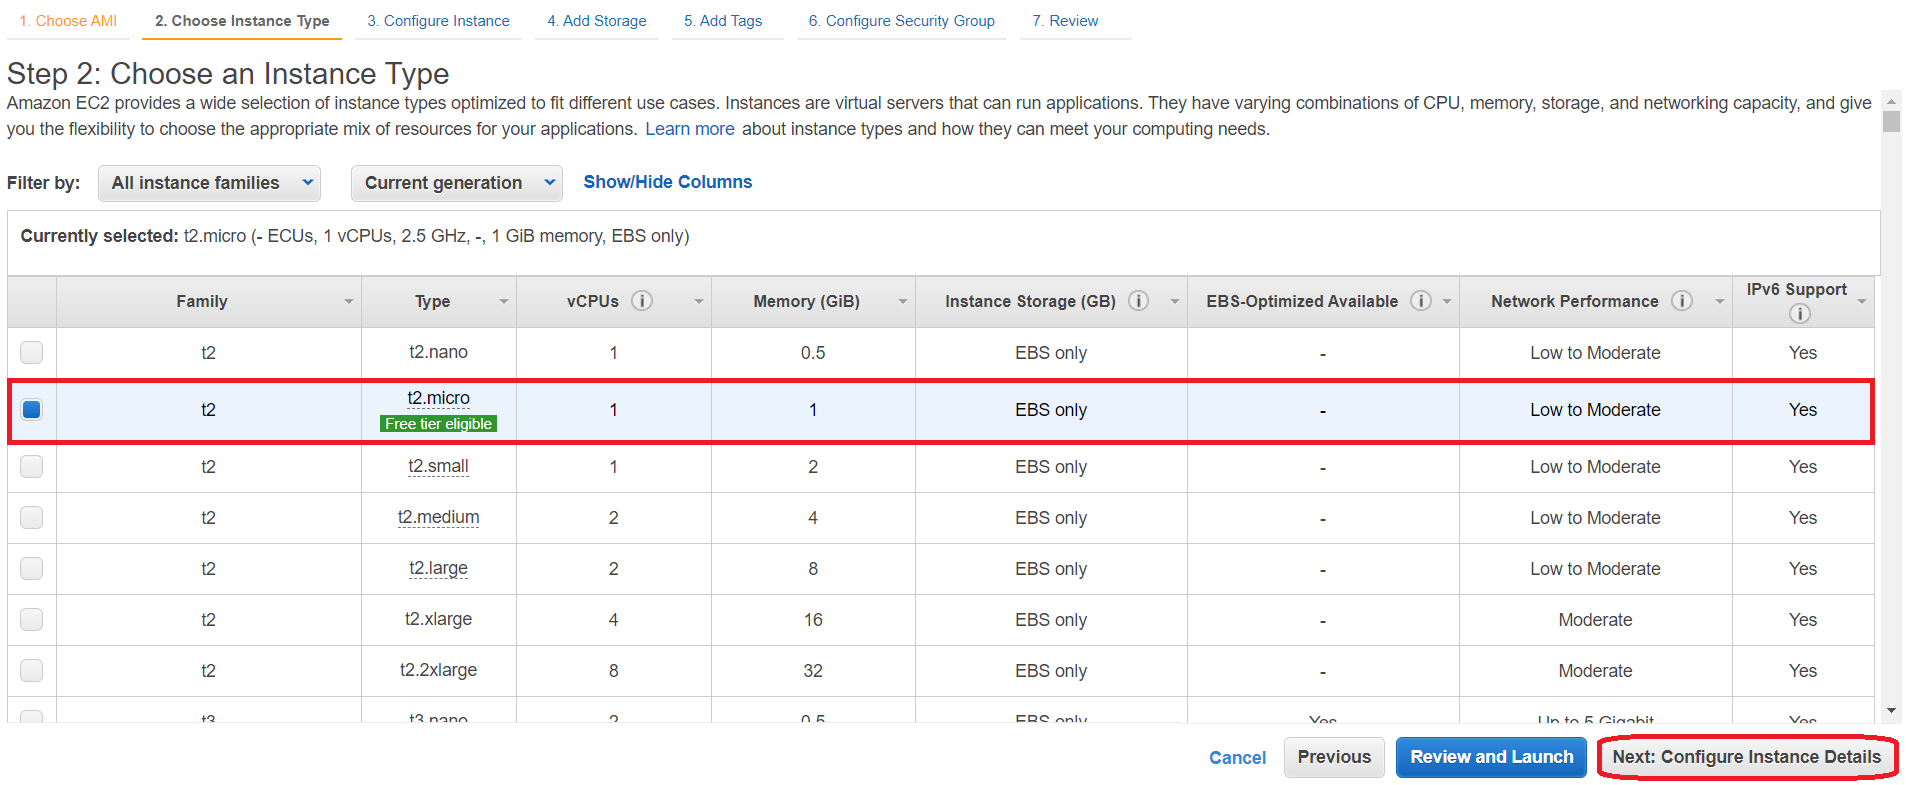 1. Choose AMI 2. Choose Instance Type 3. Configure Instance 4. Add Storage 5. Add Tags 6. Configure Security Group 7. Review
Step 2: Choose an Instance Type
Amazon EC2 provides a wide selection of instance types optimized to fit different use cases. Instances are virtual servers that can run applications. They have varying combinations of CPU, memory, storage, and networking capacity, and give
you the flexibility to choose the appropriate mix of resources for your applications. Learn more about instance types and how they can meet your computing needs.
Filter by: All instance families Current generation Show/Hide Columns
Currently selected: t2.micro (- ECUs, 1 vCPUs, 2.5 GHz, -, 1 GiB memory, EBS only)
Family Type vCPUs i Memory (GiB) Instance Storage (GB) i EBS-Optimized Available i Network Performance i IPv6 Support i
t2 t2.nano 1 0.5 EBS only - Low to Moderate Yes
t2 t2.micro 1 1 EBS only - Low to Moderate Yes
Free tier eligible
t2 t2.small 1 2 EBS only - Low to Moderate Yes
t2 t2.medium 2 4 EBS only - Low to Moderate Yes
t2 t2.large 2 8 EBS only - Low to Moderate Yes
t2 t2.xlarge 4 16 EBS only - Moderate Yes
t2 t2.2xlarge 8 32 EBS only - Moderate Yes
t3 t3.nano 2 0.5 EBS only Yes Up to 5 Gigabit Yes
Cancel Previous Review and Launch Next: Configure Instance Details